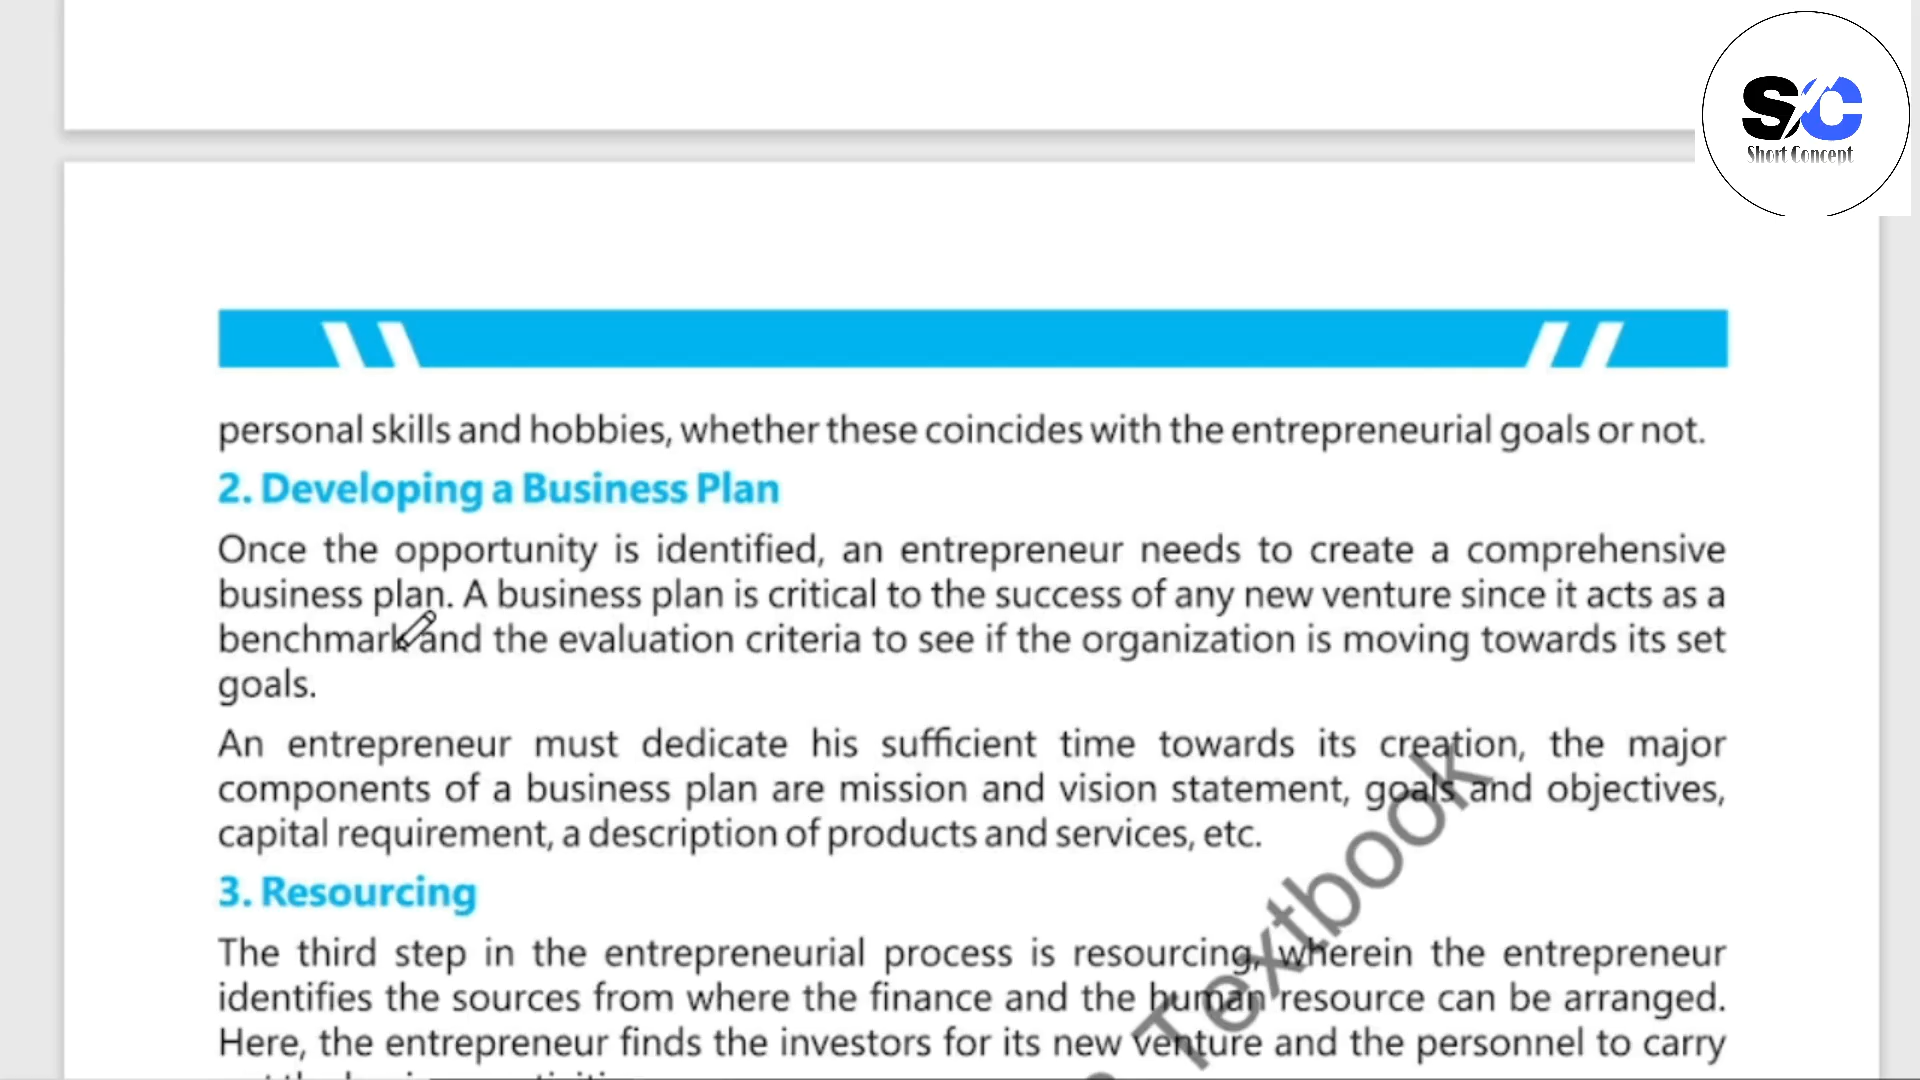 SC
Short Concept
personal skills and hobbies, whether these coincides with the entrepreneurial goals or not.
2. Developing a Business Plan
Once the opportunity is identified, an entrepreneur needs to create a comprehensive
business plan. A business plan is critical to the success of any new venture since it acts as a
benchmark and the evaluation criteria to see if the organization is moving towards its set
goals.
An entrepreneur must dedicate his sufficient time towards its creation, the major
components of a business plan are mission and vision statement, goals and objectives,
capital requirement, a description of products and services, etc.
3. Resourcing
The third step in the entrepreneurial process is resourcing, wherein the entrepreneur
identifies the sources from where the finance and the human resource can be arranged.
Here, the entrepreneur finds the investors for its new venture and the personnel to carry
Textbook